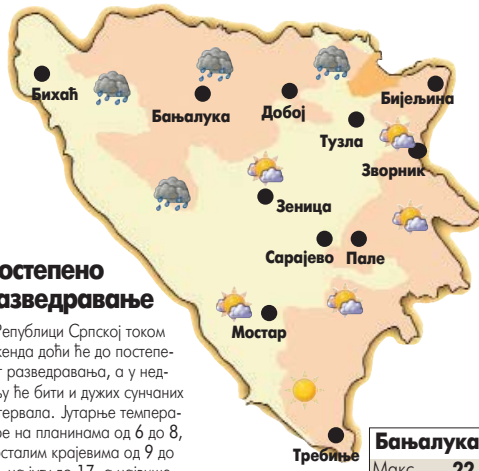 Бихаћ
Бањалука
Добој
Бијељина
Тузла
Зворник
Зеница
Сарајево
Пале
Мостар
Требиње
остепено
азведравање
Републици Српској током
кенда доћи ће до постепе-
г разведравања, а у нед-
у ће бити и дужих сунчаних
тервала. Јутарње темпера-
ре на планинама од 6 до 8,
осталим крајевима од 9 до
Бањалука
Макс. 22